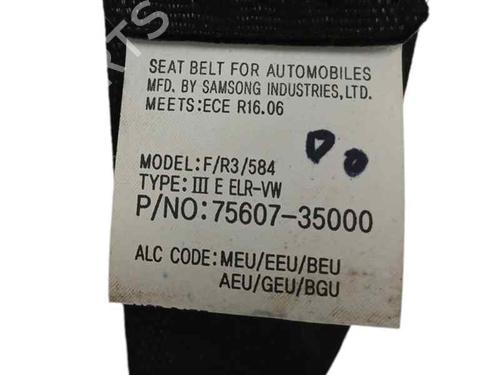 SEAT BELT FOR AUTOMOBILES
MFD. BY SAMSONG INDUSTRIES,LTD.
MEETS:ECE R16.06
MODEL:F/R3/584
TYPE:III E ELR-VW
P/NO:75607-35000
ALC CODE:MEU/EEU/BEU
AEU/GEU/BGU